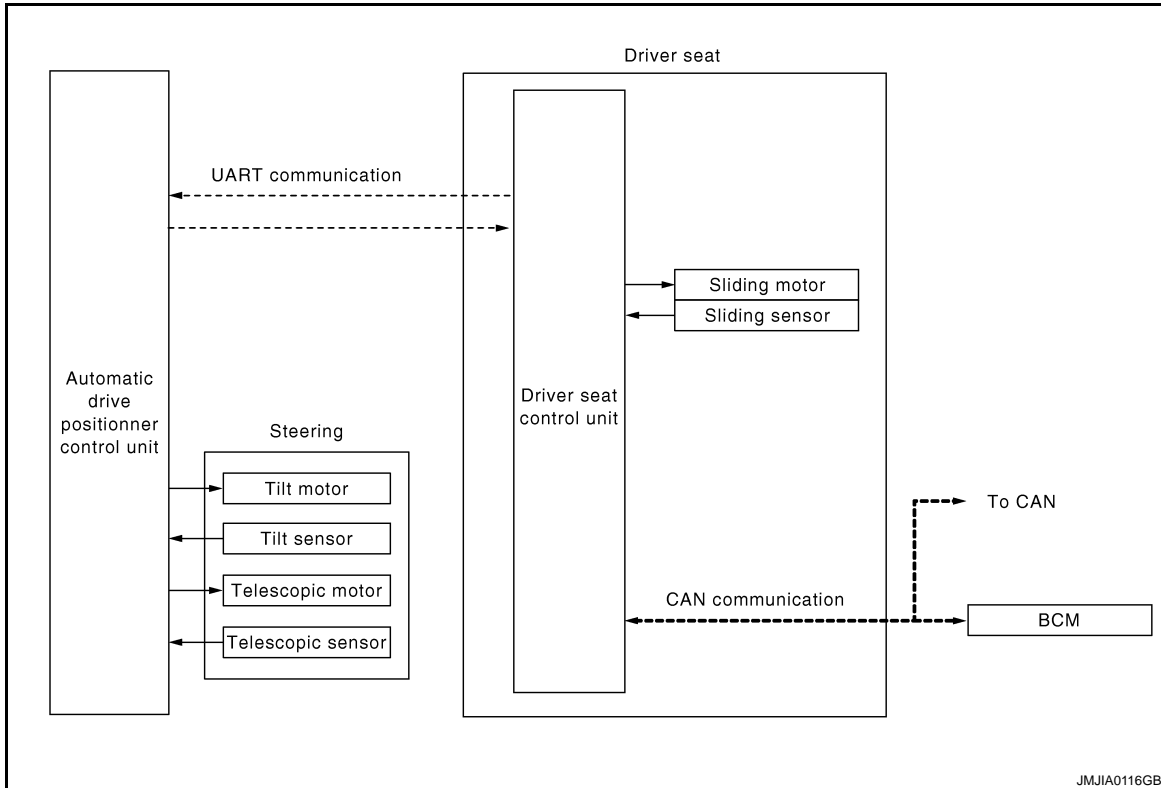 Driver seat
UART communication
Sliding motor
Sliding sensor
Automatic
drive
positionner
control unit
Driver seat
control unit
Steering
Tilt motor
Tilt sensor
Telescopic motor
Telescopic sensor
To CAN
CAN communication
BCM
JMJIA0116GB